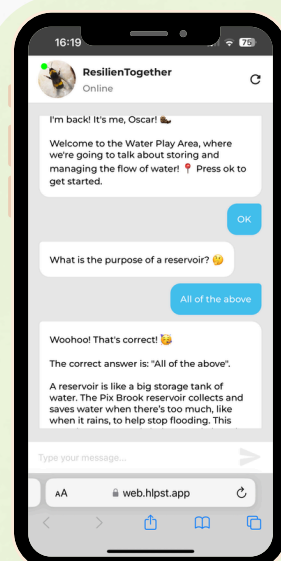 16:19
75
ResilienTogether
Online
I'm back! It's me, Oscar!
Welcome to the Water Play Area, where
we're going to talk about storing and
managing the flow of water! 📍 Press ok to
get started.
OK
What is the purpose of a reservoir? 🤔
All of the above
Woohoo! That's correct! 🥳
The correct answer is: "All of the above".
A reservoir is like a big storage tank of
water. The Pix Brook reservoir collects and
saves water when there's too much, like
when it rains, to help stop flooding. This
Type your message...
AA
web.hlpst.app